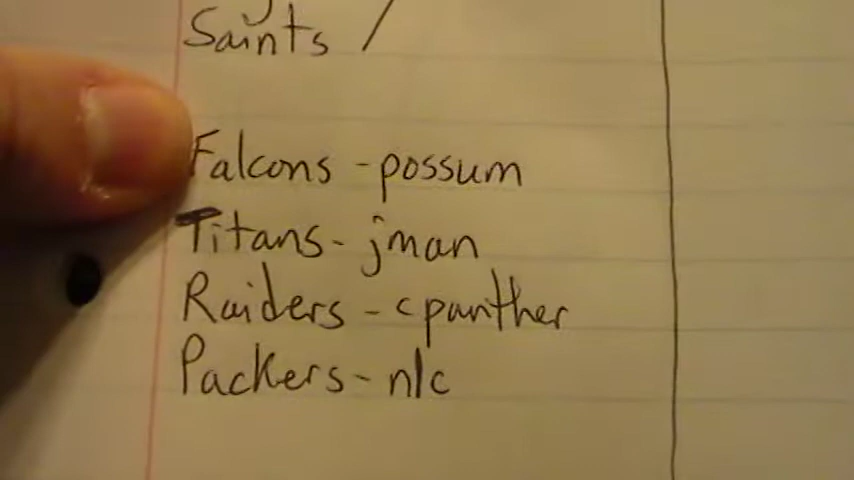 Saints /
Falcons - possum
Titans - jman
Raiders - cpanther
Packers - nlc